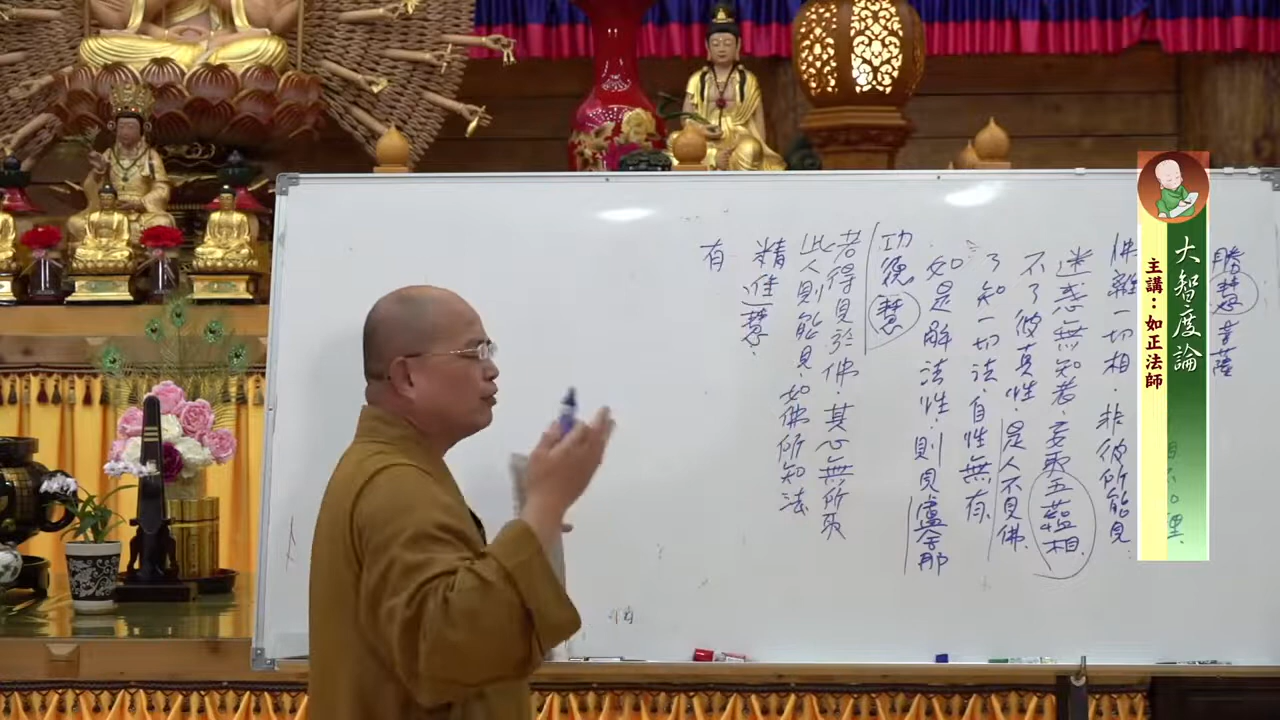 勝慧菩薩
大智度論
主講：如正法師
佛離一切相．非彼所能見．
迷惑無知者．妄取五蘊相．
不了彼真性．是人不見佛．
了知一切法．自性無有．
如是解法性．則見盧舍那
功德慧
若得見於佛．其心無所取
此人則能見如佛所知法
精進慧．
有